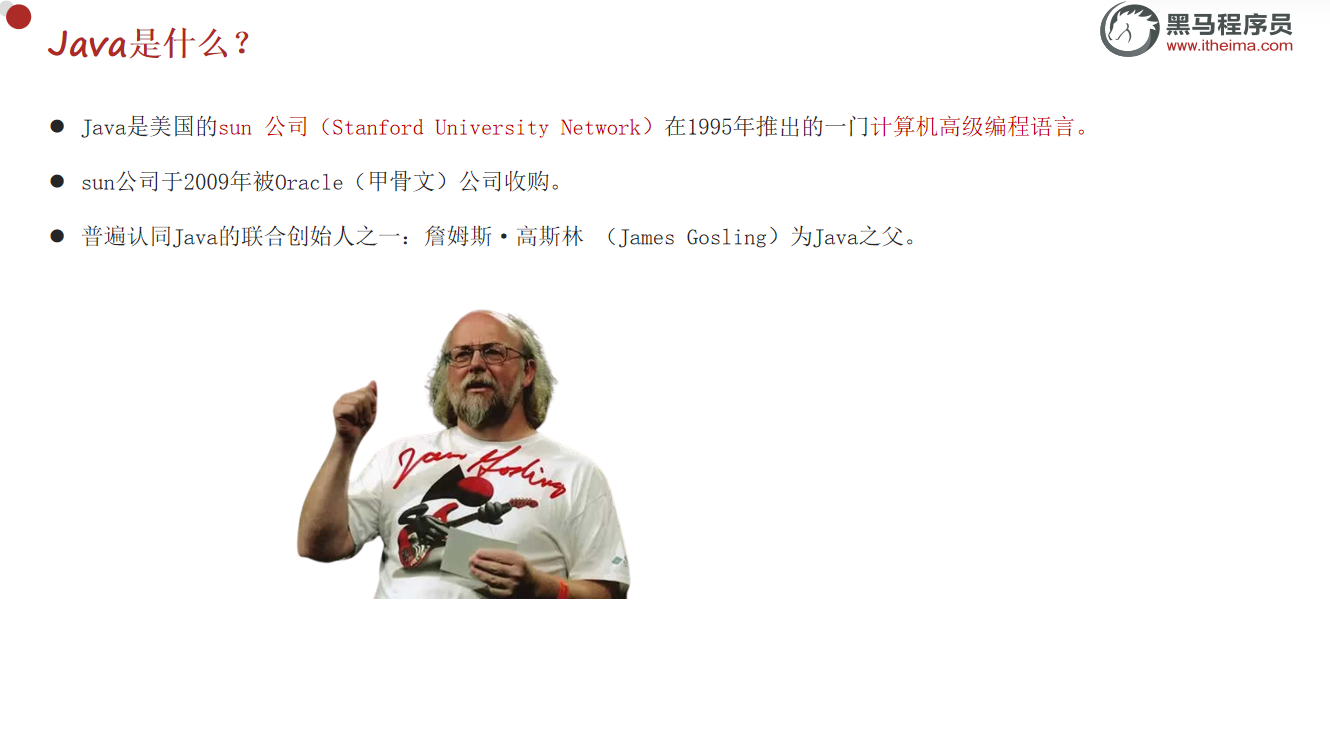 Java是什么？
黑马程序员
www.itheima.com
● Java是美国的sun 公司（Stanford University Network）在1995年推出的一门计算机高级编程语言。
● sun公司于2009年被Oracle（甲骨文）公司收购。
● 普遍认同Java的联合创始人之一：詹姆斯·高斯林 （James Gosling）为Java之父。
James Gosling